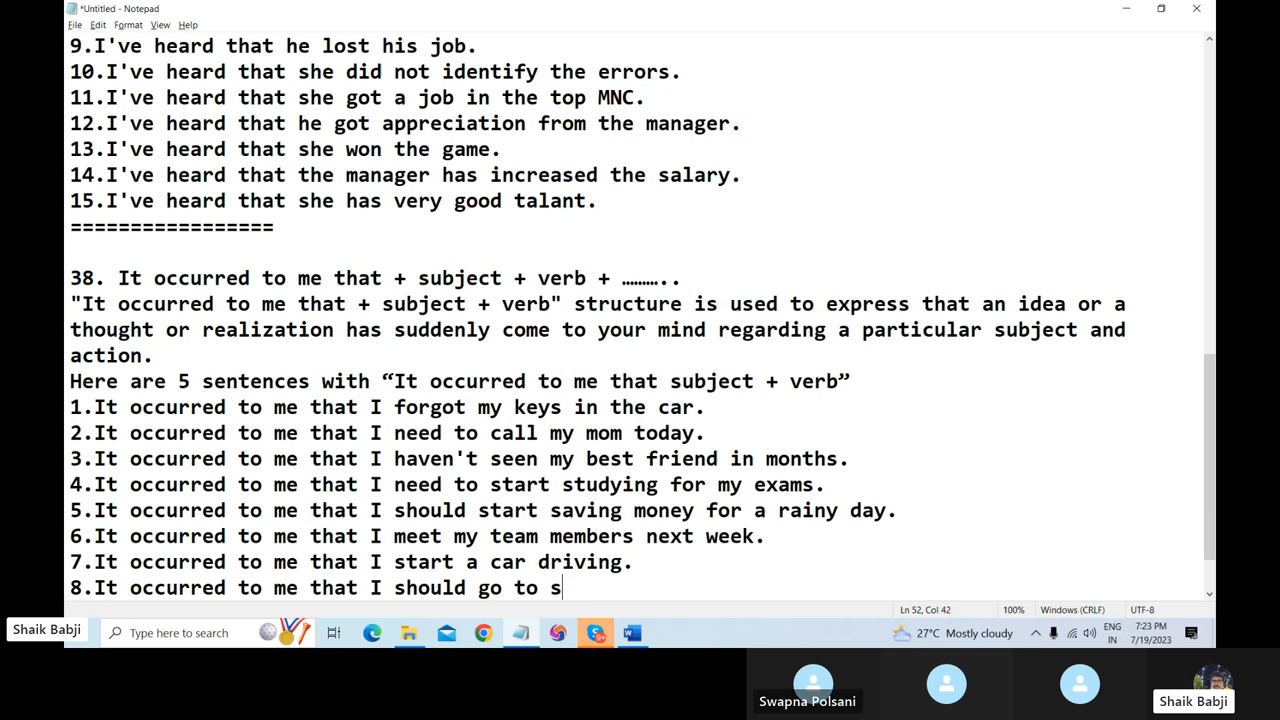 *Untitled - Notepad
File Edit Format View Help
9.I've heard that he lost his job.
10.I've heard that she did not identify the errors.
11.I've heard that she got a job in the top MNC.
12.I've heard that he got appreciation from the manager.
13.I've heard that she won the game.
14.I've heard that the manager has increased the salary.
15.I've heard that she has very good talant.
=================
38. It occurred to me that + subject + verb + ………..
"It occurred to me that + subject + verb" structure is used to express that an idea or a
thought or realization has suddenly come to your mind regarding a particular subject and
action.
Here are 5 sentences with “It occurred to me that subject + verb”
1.It occurred to me that I forgot my keys in the car.
2.It occurred to me that I need to call my mom today.
3.It occurred to me that I haven't seen my best friend in months.
4.It occurred to me that I need to start studying for my exams.
5.It occurred to me that I should start saving money for a rainy day.
6.It occurred to me that I meet my team members next week.
7.It occurred to me that I start a car driving.
8.It occurred to me that I should go to s
Ln 52, Col 42 100% Windows (CRLF) UTF-8
Shaik Babji
Type here to search
27°C Mostly cloudy
ENG
IN
7:23 PM
7/19/2023
Swapna Polsani
Shaik Babji